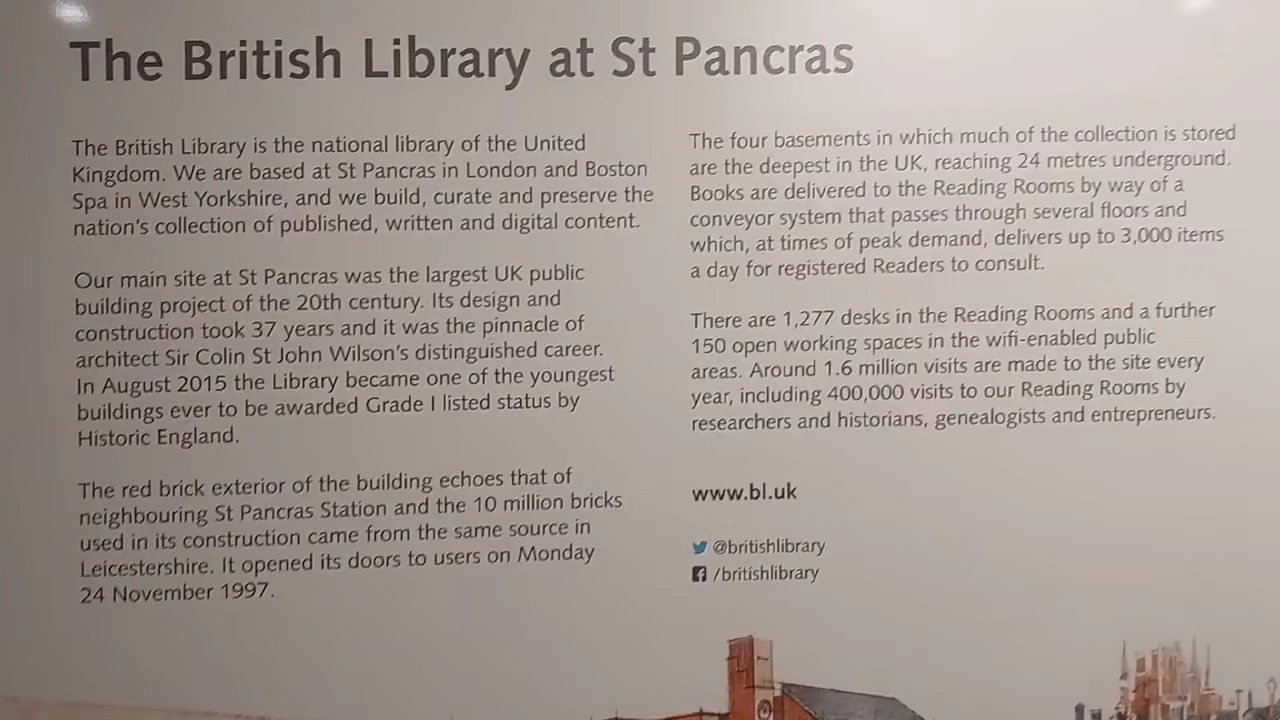 The British Library at St Pancras
The British Library is the national library of the United
Kingdom. We are based at St Pancras in London and Boston
Spa in West Yorkshire, and we build, curate and preserve the
nation's collection of published, written and digital content.
Our main site at St Pancras was the largest UK public
building project of the 20th century. Its design and
construction took 37 years and it was the pinnacle of
architect Sir Colin St John Wilson's distinguished career.
In August 2015 the Library became one of the youngest
buildings ever to be awarded Grade I listed status by
Historic England.
The red brick exterior of the building echoes that of
neighbouring St Pancras Station and the 10 million bricks
used in its construction came from the same source in
Leicestershire. It opened its doors to users on Monday
24 November 1997.
The four basements in which much of the collection is stored
are the deepest in the UK, reaching 24 metres underground.
Books are delivered to the Reading Rooms by way of a
conveyor system that passes through several floors and
which, at times of peak demand, delivers up to 3,000 items
a day for registered Readers to consult.
There are 1,277 desks in the Reading Rooms and a further
150 open working spaces in the wifi-enabled public
areas. Around 1.6 million visits are made to the site every
year, including 400,000 visits to our Reading Rooms by
researchers and historians, genealogists and entrepreneurs.
www.bl.uk
@britishlibrary
/britishlibrary